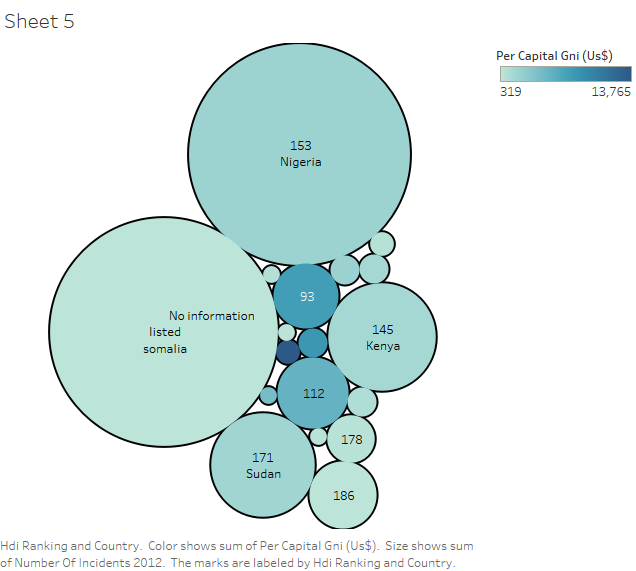 Sheet 5
Per Capital Gni (Us$)
319 13,765
153
Nigeria
93
No information
listed
somalia
145
Kenya
112
178
171
Sudan
186
Hdi Ranking and Country. Color shows sum of Per Capital Gni (Us$). Size shows sum
of Number Of Incidents 2012. The marks are labeled by Hdi Ranking and Country.